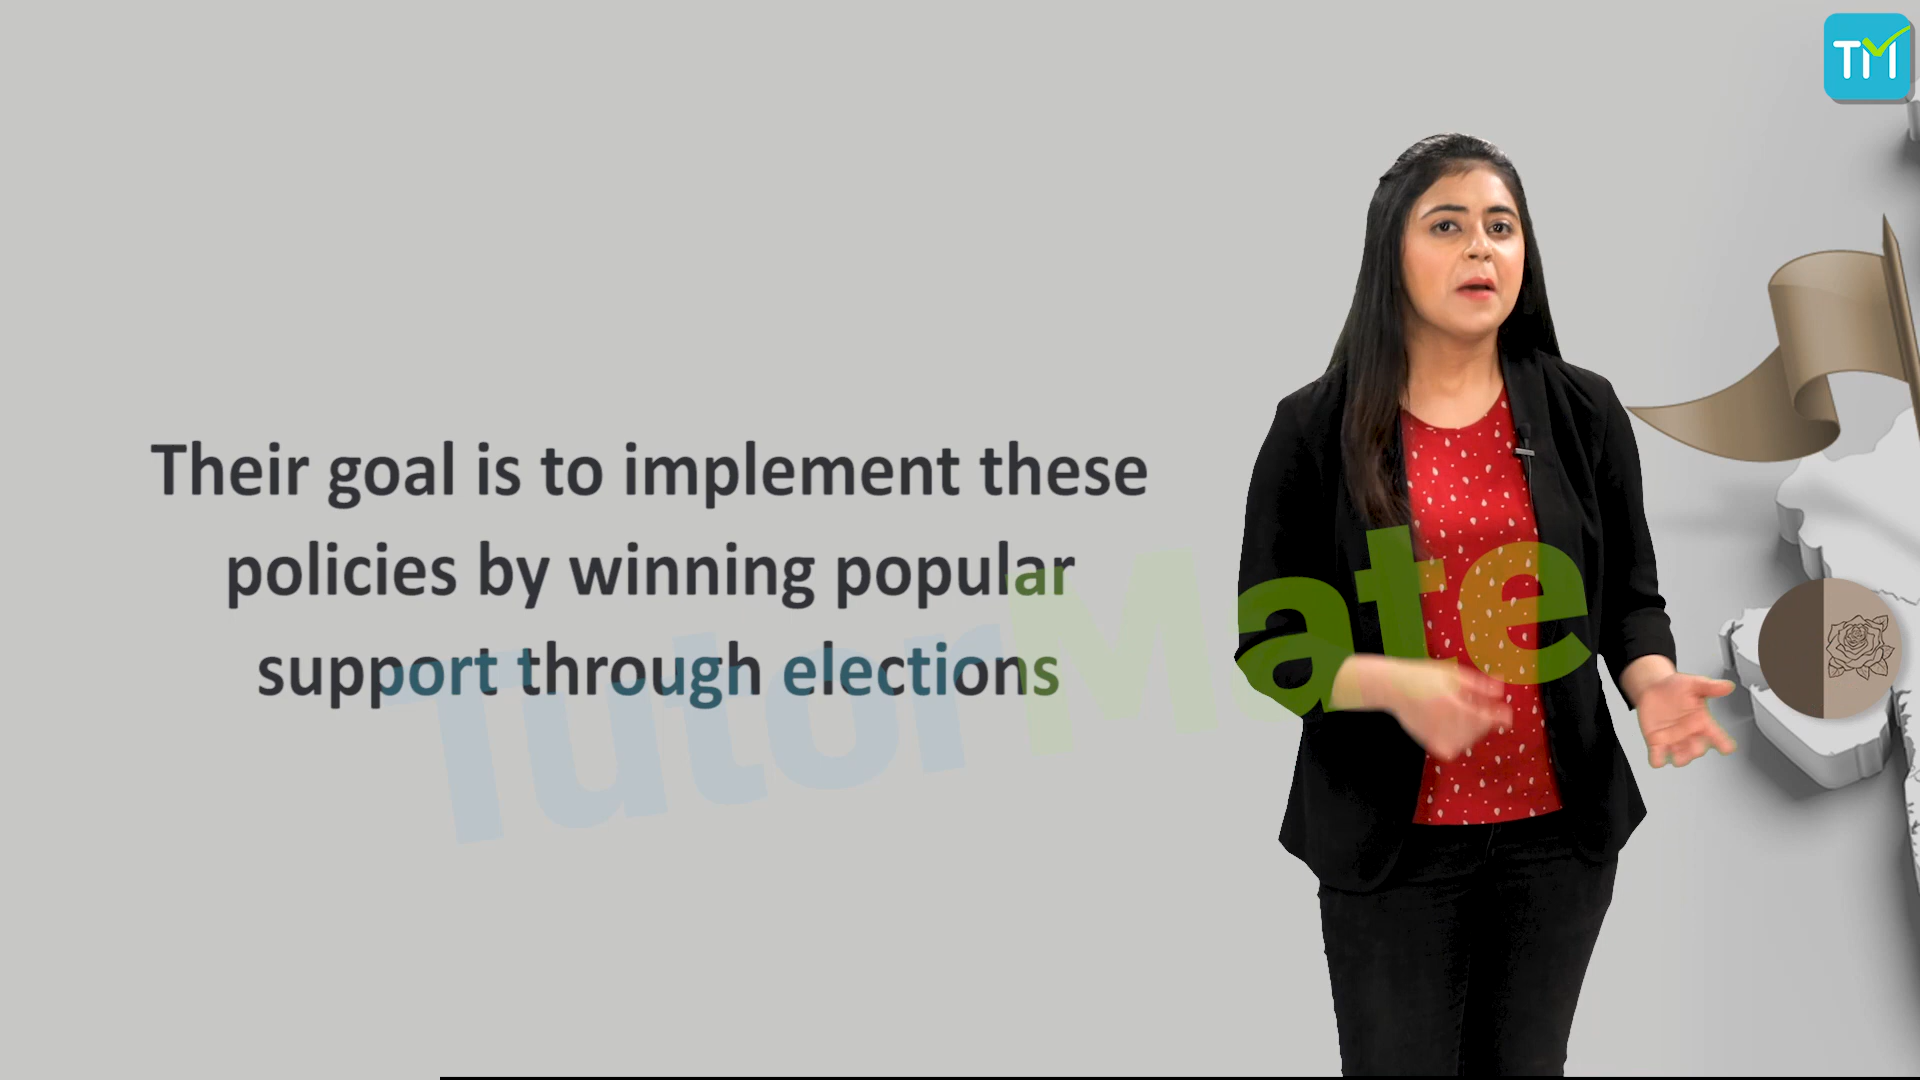 TM
Their goal is to implement these
policies by winning popular
support through elections
TutorMate